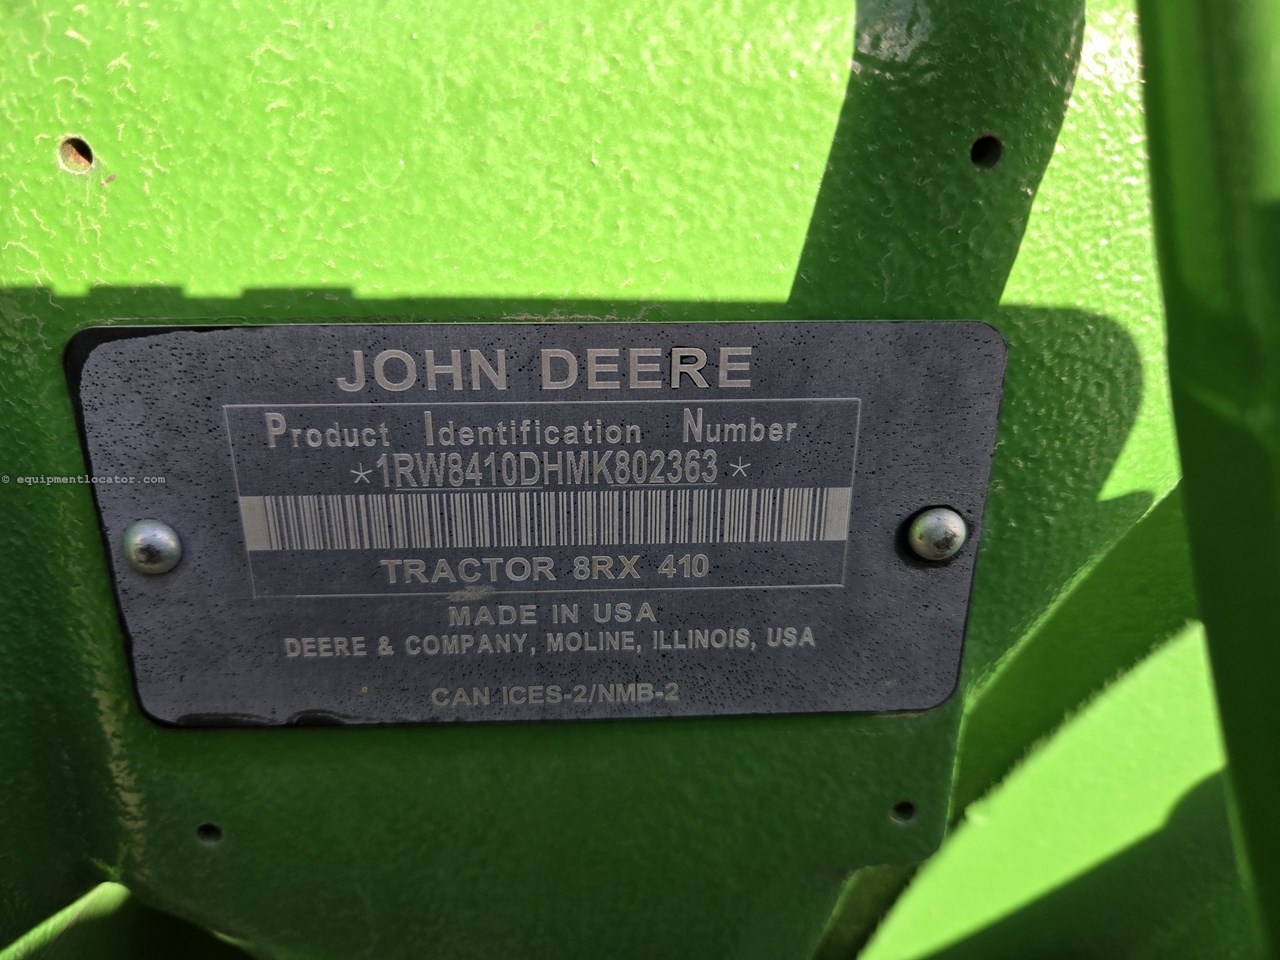 JOHN DEERE
Product Identification Number
*1RW8410DHMK802363*
TRACTOR 8RX 410
MADE IN USA
DEERE & COMPANY, MOLINE, ILLINOIS, USA
CAN ICES-2/NMB-2
© equipmentlocator.com